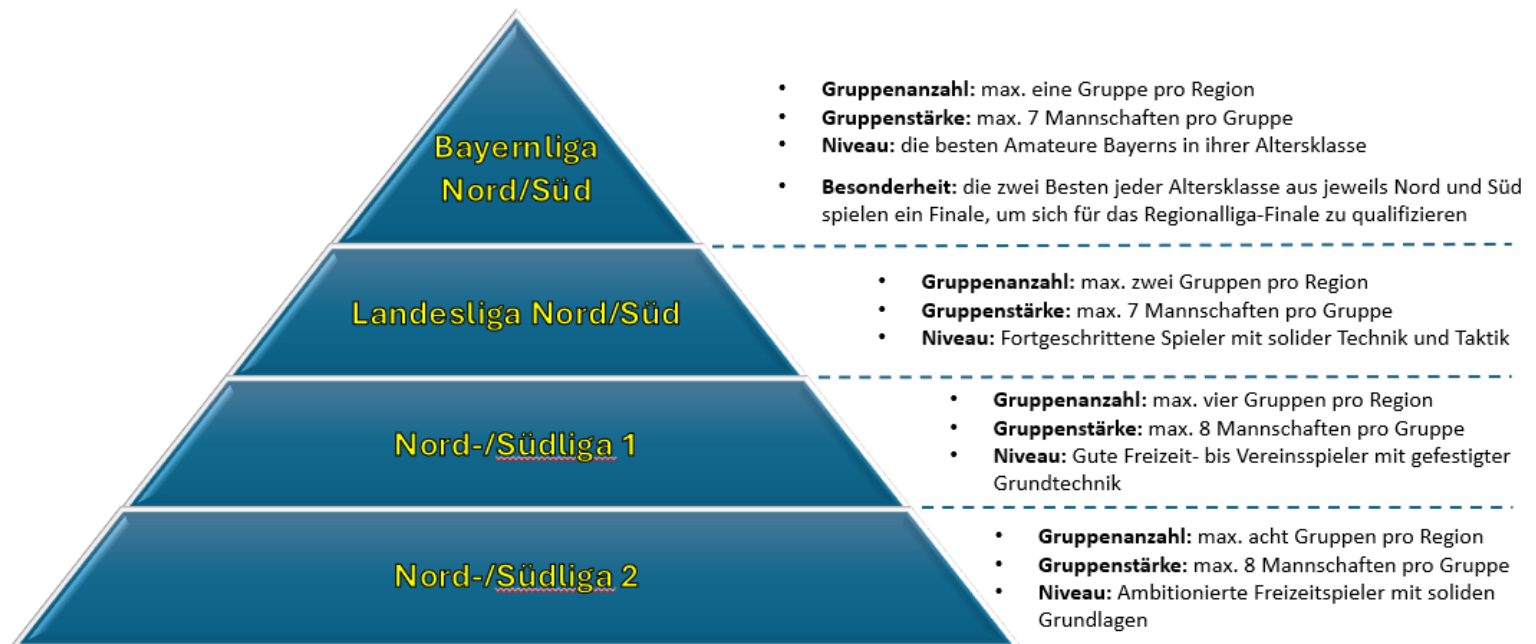 Bayernliga
Nord/Süd
• Gruppenanzahl: max. eine Gruppe pro Region
• Gruppenstärke: max. 7 Mannschaften pro Gruppe
• Niveau: die besten Amateure Bayerns in ihrer Altersklasse
• Besonderheit: die zwei Besten jeder Altersklasse aus jeweils Nord und Süd
spielen ein Finale, um sich für das Regionalliga-Finale zu qualifizieren
Landesliga Nord/Süd
• Gruppenanzahl: max. zwei Gruppen pro Region
• Gruppenstärke: max. 7 Mannschaften pro Gruppe
• Niveau: Fortgeschrittene Spieler mit solider Technik und Taktik
Nord-/Südliga 1
• Gruppenanzahl: max. vier Gruppen pro Region
• Gruppenstärke: max. 8 Mannschaften pro Gruppe
• Niveau: Gute Freizeit- bis Vereinsspieler mit gefestigter
Grundtechnik
Nord-/Südliga 2
• Gruppenanzahl: max. acht Gruppen pro Region
• Gruppenstärke: max. 8 Mannschaften pro Gruppe
• Niveau: Ambitionierte Freizeitspieler mit soliden
Grundlagen